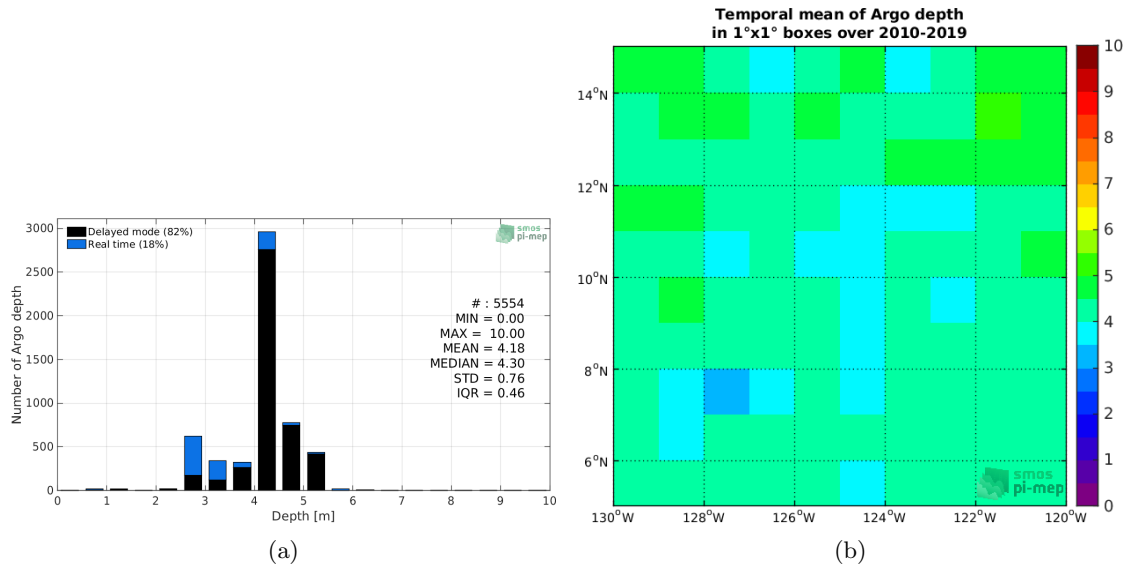 Delayed mode (82%)
Real time (18%)
smos
pi-mep
# : 5554
MIN = 0.00
MAX = 10.00
MEAN = 4.18
MEDIAN = 4.30
STD = 0.76
IQR = 0.46
Number of Argo depth
3000
2500
2000
1500
1000
500
0
0 1 2 3 4 5 6 7 8 9 10
Depth [m]
(a)
Temporal mean of Argo depth
in 1°x1° boxes over 2010-2019
14°N
12°N
10°N
8°N
6°N
130°W 128°W 126°W 124°W 122°W 120°W
smos
pi-mep
10
9
8
7
6
5
4
3
2
1
0
(b)